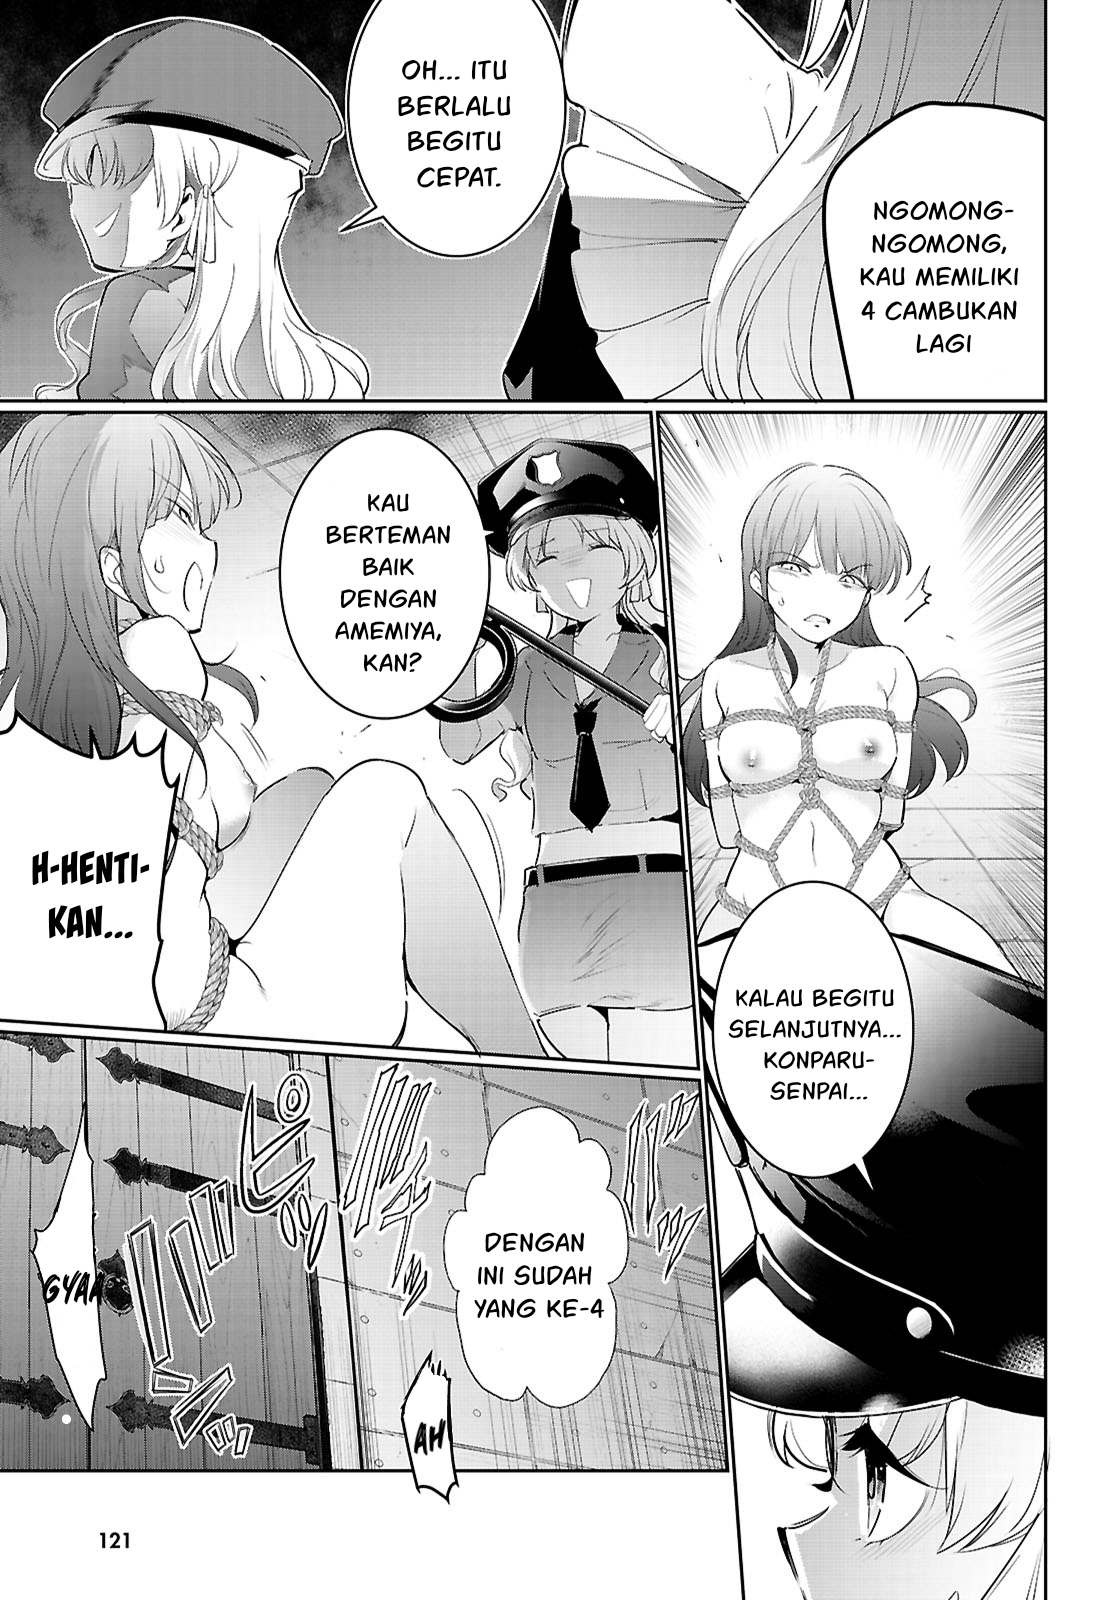 NGOMONG-
NGOMONG,
KAU MEMILIKI
4 CAMBUKAN
LAGI
OH... ITU
BERLALU
BEGITU
CEPAT.
KALAU BEGITU
SELANJUTNYA...
KONPARU-
SENPAI...
KAU
BERTEMAN
BAIK
DENGAN
AMEMIYA,
KAN?
H-HENTI-
KAN...
DENGAN
INI SUDAH
YANG KE-4
AH
GYAA
121